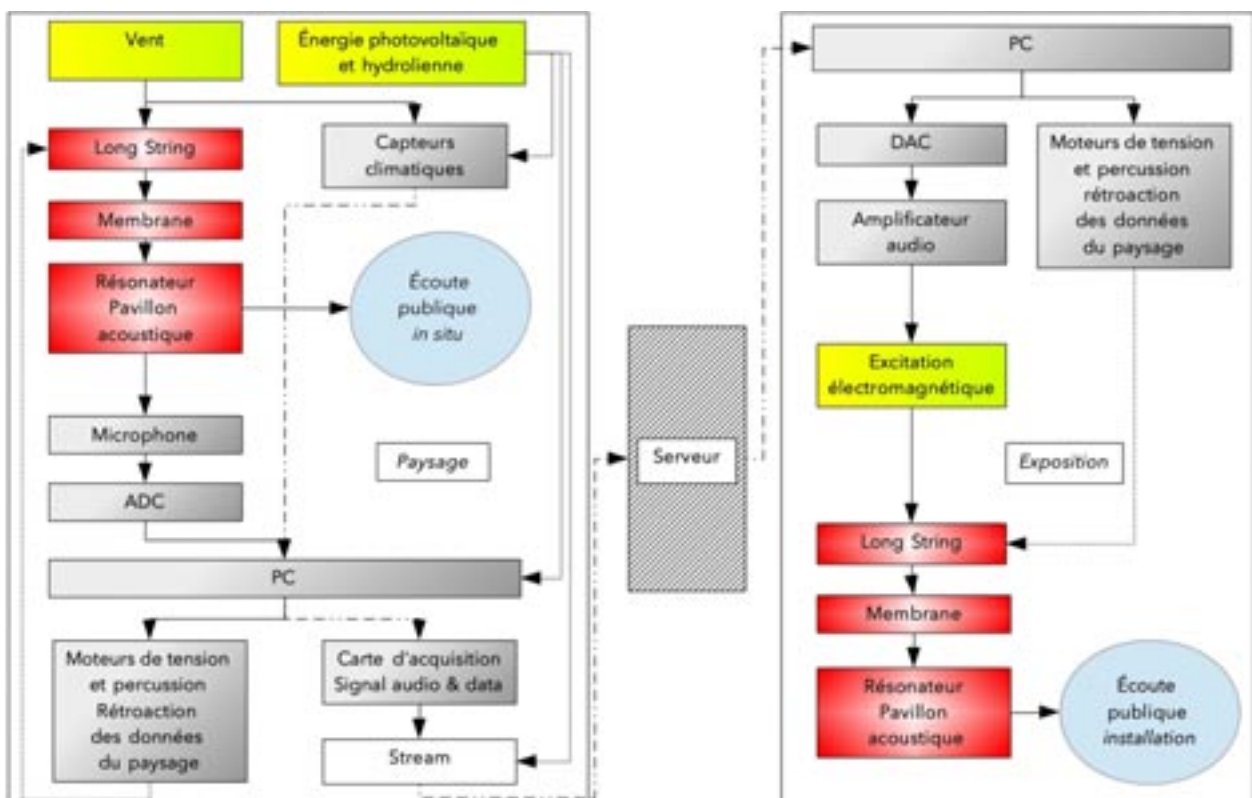 Vent
Énergie photovoltaïque
et hydrolienne
Long String
Capteurs
climatiques
Membrane
Résonateur
Pavillon
acoustique
Écoute
publique
in situ
Microphone
Paysage
ADC
PC
Moteurs de tension
et percussion
Rétroaction
des données
du paysage
Carte d'acquisition
Signal audio & data
Stream
Serveur
PC
DAC
Moteurs de tension
et percussion
rétroaction
des données
du paysage
Amplificateur
audio
Excitation
électromagnétique
Exposition
Long String
Membrane
Résonateur
Pavillon
acoustique
Écoute
publique
installation